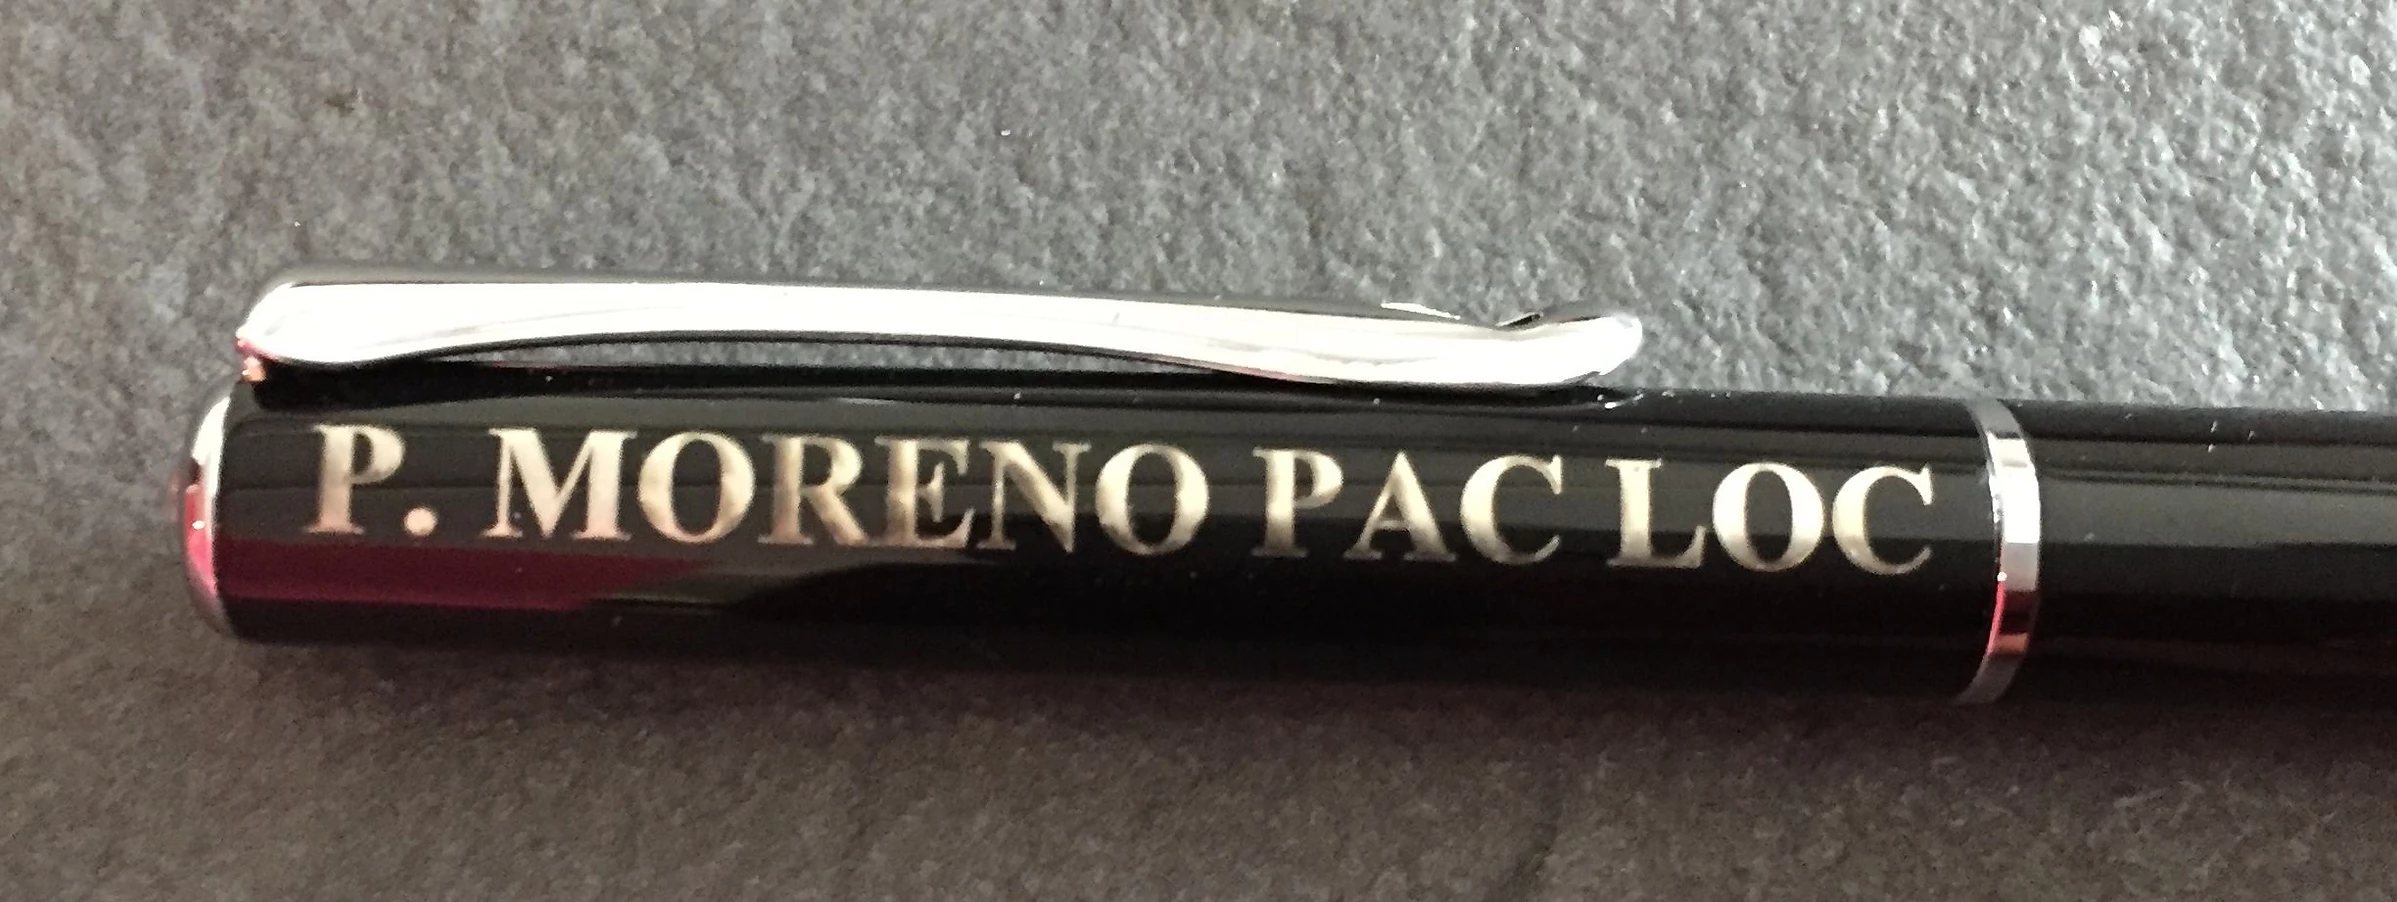 P. MORENO PAC LOC